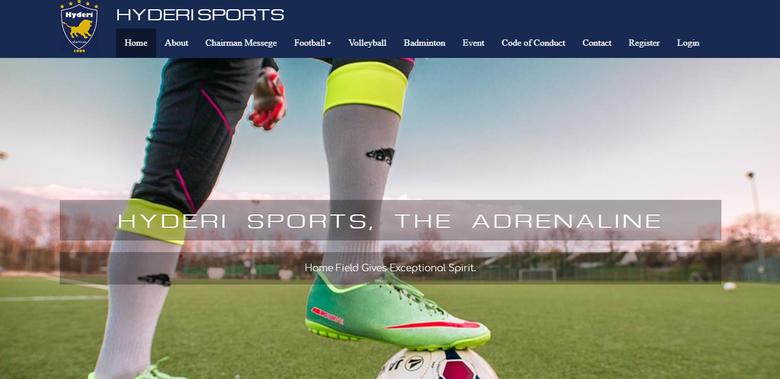 Hyderi
HYDERI SPORTS
Home About Chairman Messege Football Volleyball Badminton Event Code of Conduct Contact Register Login
HYDERI SPORTS, THE ADRENALINE
Home Field Gives Exceptional Spirit.